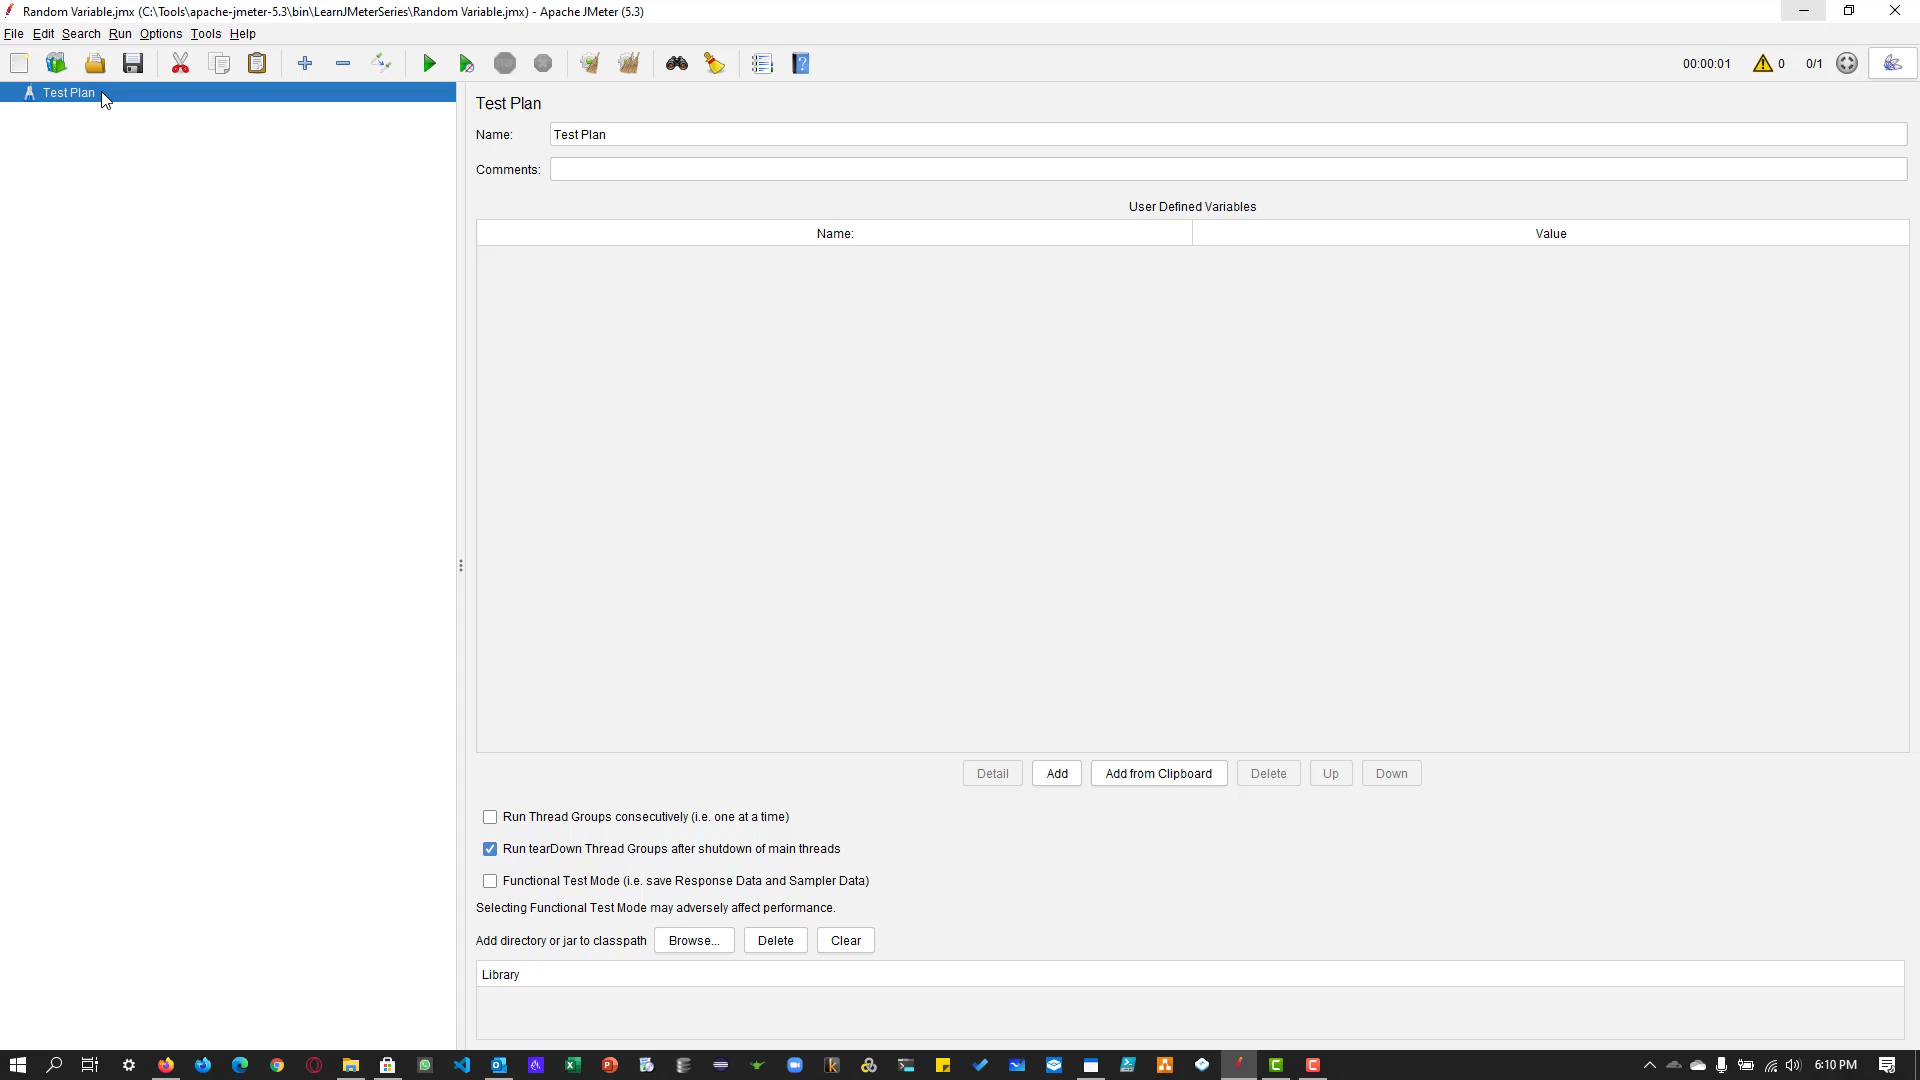 Random Variable.jmx (C:\Tools\apache-jmeter-5.3\bin\LearnJMeterSeries\Random Variable.jmx) - Apache JMeter (5.3)
File Edit Search Run Options Tools Help
00:00:01 0 0/1
Test Plan
Test Plan
Name: Test Plan
Comments:
User Defined Variables
Name: Value
Detail Add Add from Clipboard Delete Up Down
Run Thread Groups consecutively (i.e. one at a time)
Run tearDown Thread Groups after shutdown of main threads
Functional Test Mode (i.e. save Response Data and Sampler Data)
Selecting Functional Test Mode may adversely affect performance.
Add directory or jar to classpath Browse... Delete Clear
Library
6:10 PM